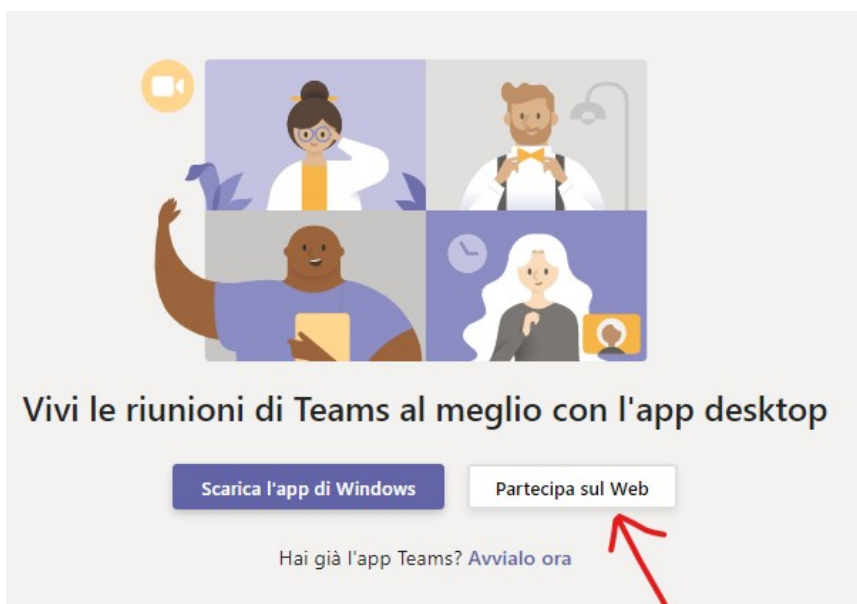 Vivi le riunioni di Teams al meglio con l'app desktop
Scarica l'app di Windows
Partecipa sul Web
Hai già l'app Teams? Avvialo ora